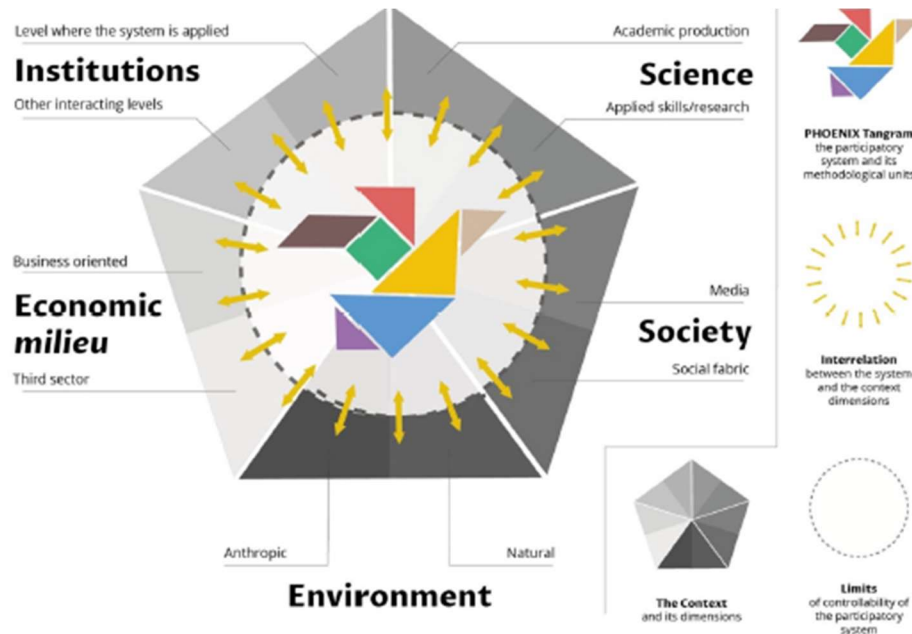 Level where the system is applied
Institutions
Other interacting levels
Academic production
Science
Applied skills/research
Business oriented
Economic
milieu
Third sector
Media
Society
Social fabric
Anthropic
Natural
Environment
PHOENIX Tangram
the participatory
system and its
methodological units
Interrelation
between the system
and the context
dimensions
The Context
and its dimensions
Limits
of controllability of
the participatory
system